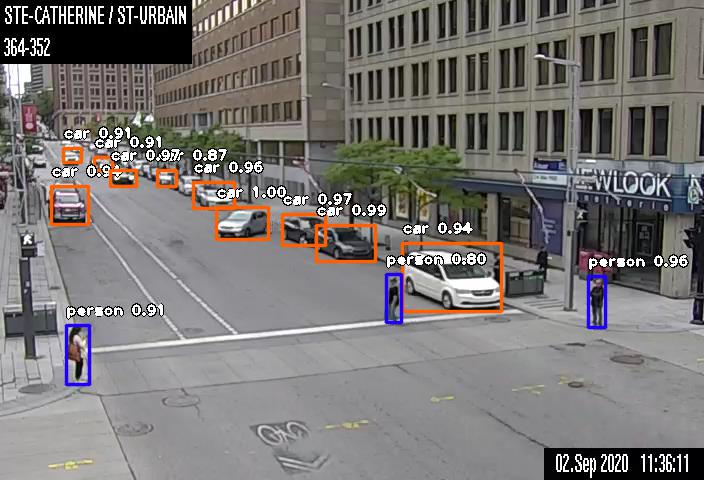 STE-CATHERINE / ST-URBAIN
364-352
car 0.91
car 0.91
car 0.97
0.87
car 0.96
car 1.00
car 0.97
car 0.99
car 0.94
person 0.80
person 0.96
person 0.91
NEWLOOK
02.Sep 2020 11:36:11